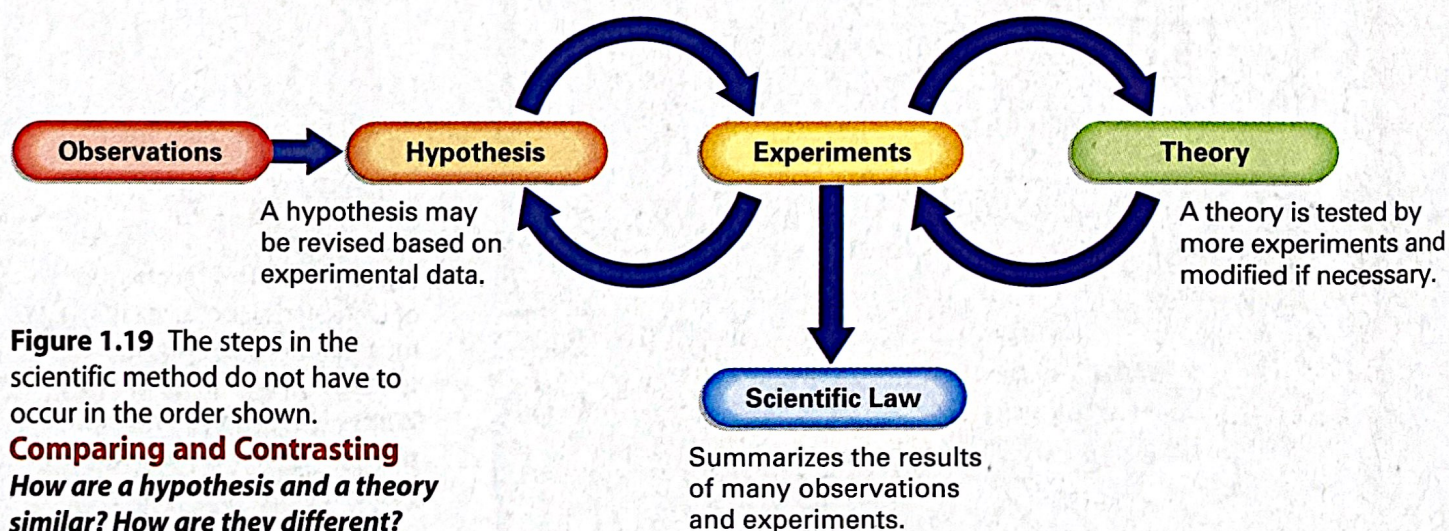 Observations
Hypothesis
Experiments
Theory
A hypothesis may
be revised based on
experimental data.
A theory is tested by
more experiments and
modified if necessary.
Scientific Law
Summarizes the results
of many observations
and experiments.
Figure 1.19 The steps in the
scientific method do not have to
occur in the order shown.
Comparing and Contrasting
How are a hypothesis and a theory
similar? How are they different?